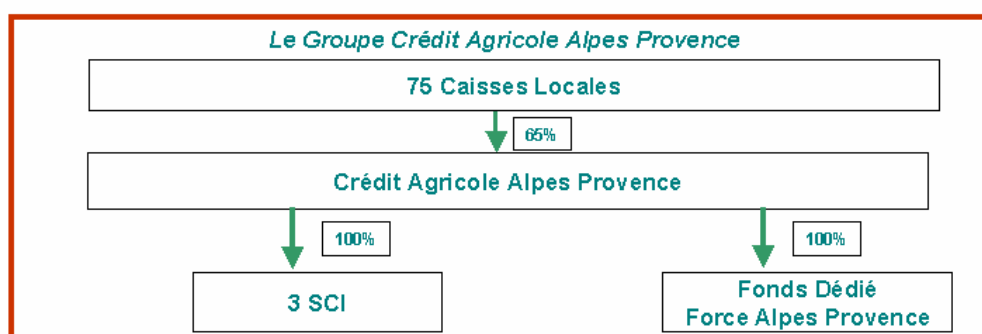 Le Groupe Crédit Agricole Alpes Provence
75 Caisses Locales
65%
Crédit Agricole Alpes Provence
100%
100%
3 SCI
Fonds Dédié
Force Alpes Provence